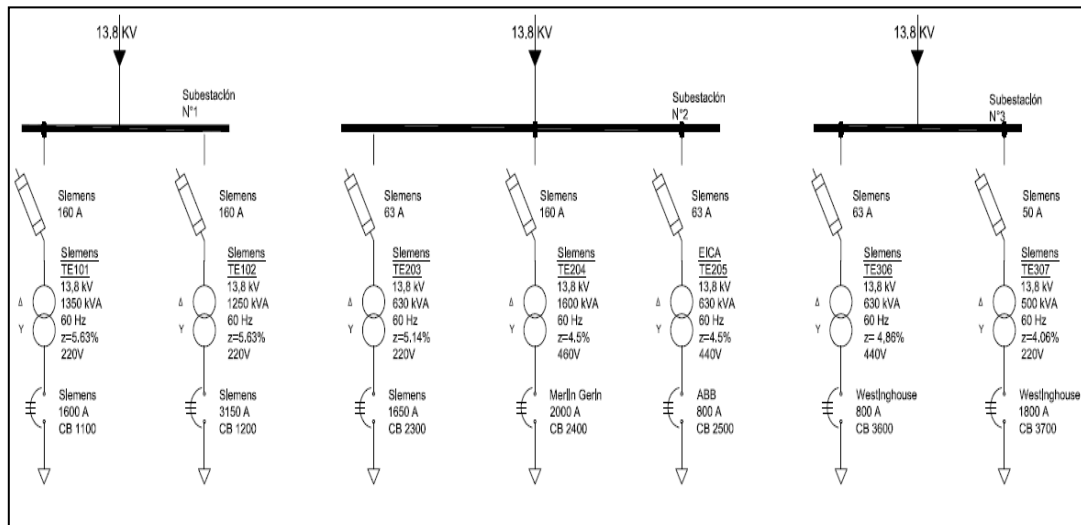 13.8 KV
Subestación
N°1
Siemens
160 A
Siemens
TE101
13,8 kV
1350 kVA
60 Hz
z=5.63%
220V
Δ
Y
Siemens
1600 A
CB 1100
Siemens
160 A
Siemens
TE102
13,8 kV
1250 kVA
60 Hz
z=5.63%
220V
Δ
Y
Siemens
3150 A
CB 1200
13.8 KV
Subestación
N°2
Siemens
63 A
Siemens
TE203
13,8 kV
630 kVA
60 Hz
z=5.14%
220V
Δ
Y
Siemens
1650 A
CB 2300
Siemens
160 A
Siemens
TE204
13,8 kV
1600 kVA
60 Hz
z=4.5%
460V
Δ
Y
Merlin Gerin
2000 A
CB 2400
Siemens
63 A
EICA
TE205
13,8 kV
630 kVA
60 Hz
z=4.5%
440V
Δ
Y
ABB
800 A
CB 2500
13.8 KV
Subestación
N°3
Siemens
63 A
Siemens
TE306
13,8 kV
630 kVA
60 Hz
z= 4,86%
440V
Δ
Y
Westinghouse
800 A
CB 3600
Siemens
50 A
Siemens
TE307
13,8 kV
500 kVA
60 Hz
z=4.06%
220V
Δ
Y
Westinghouse
1800 A
CB 3700